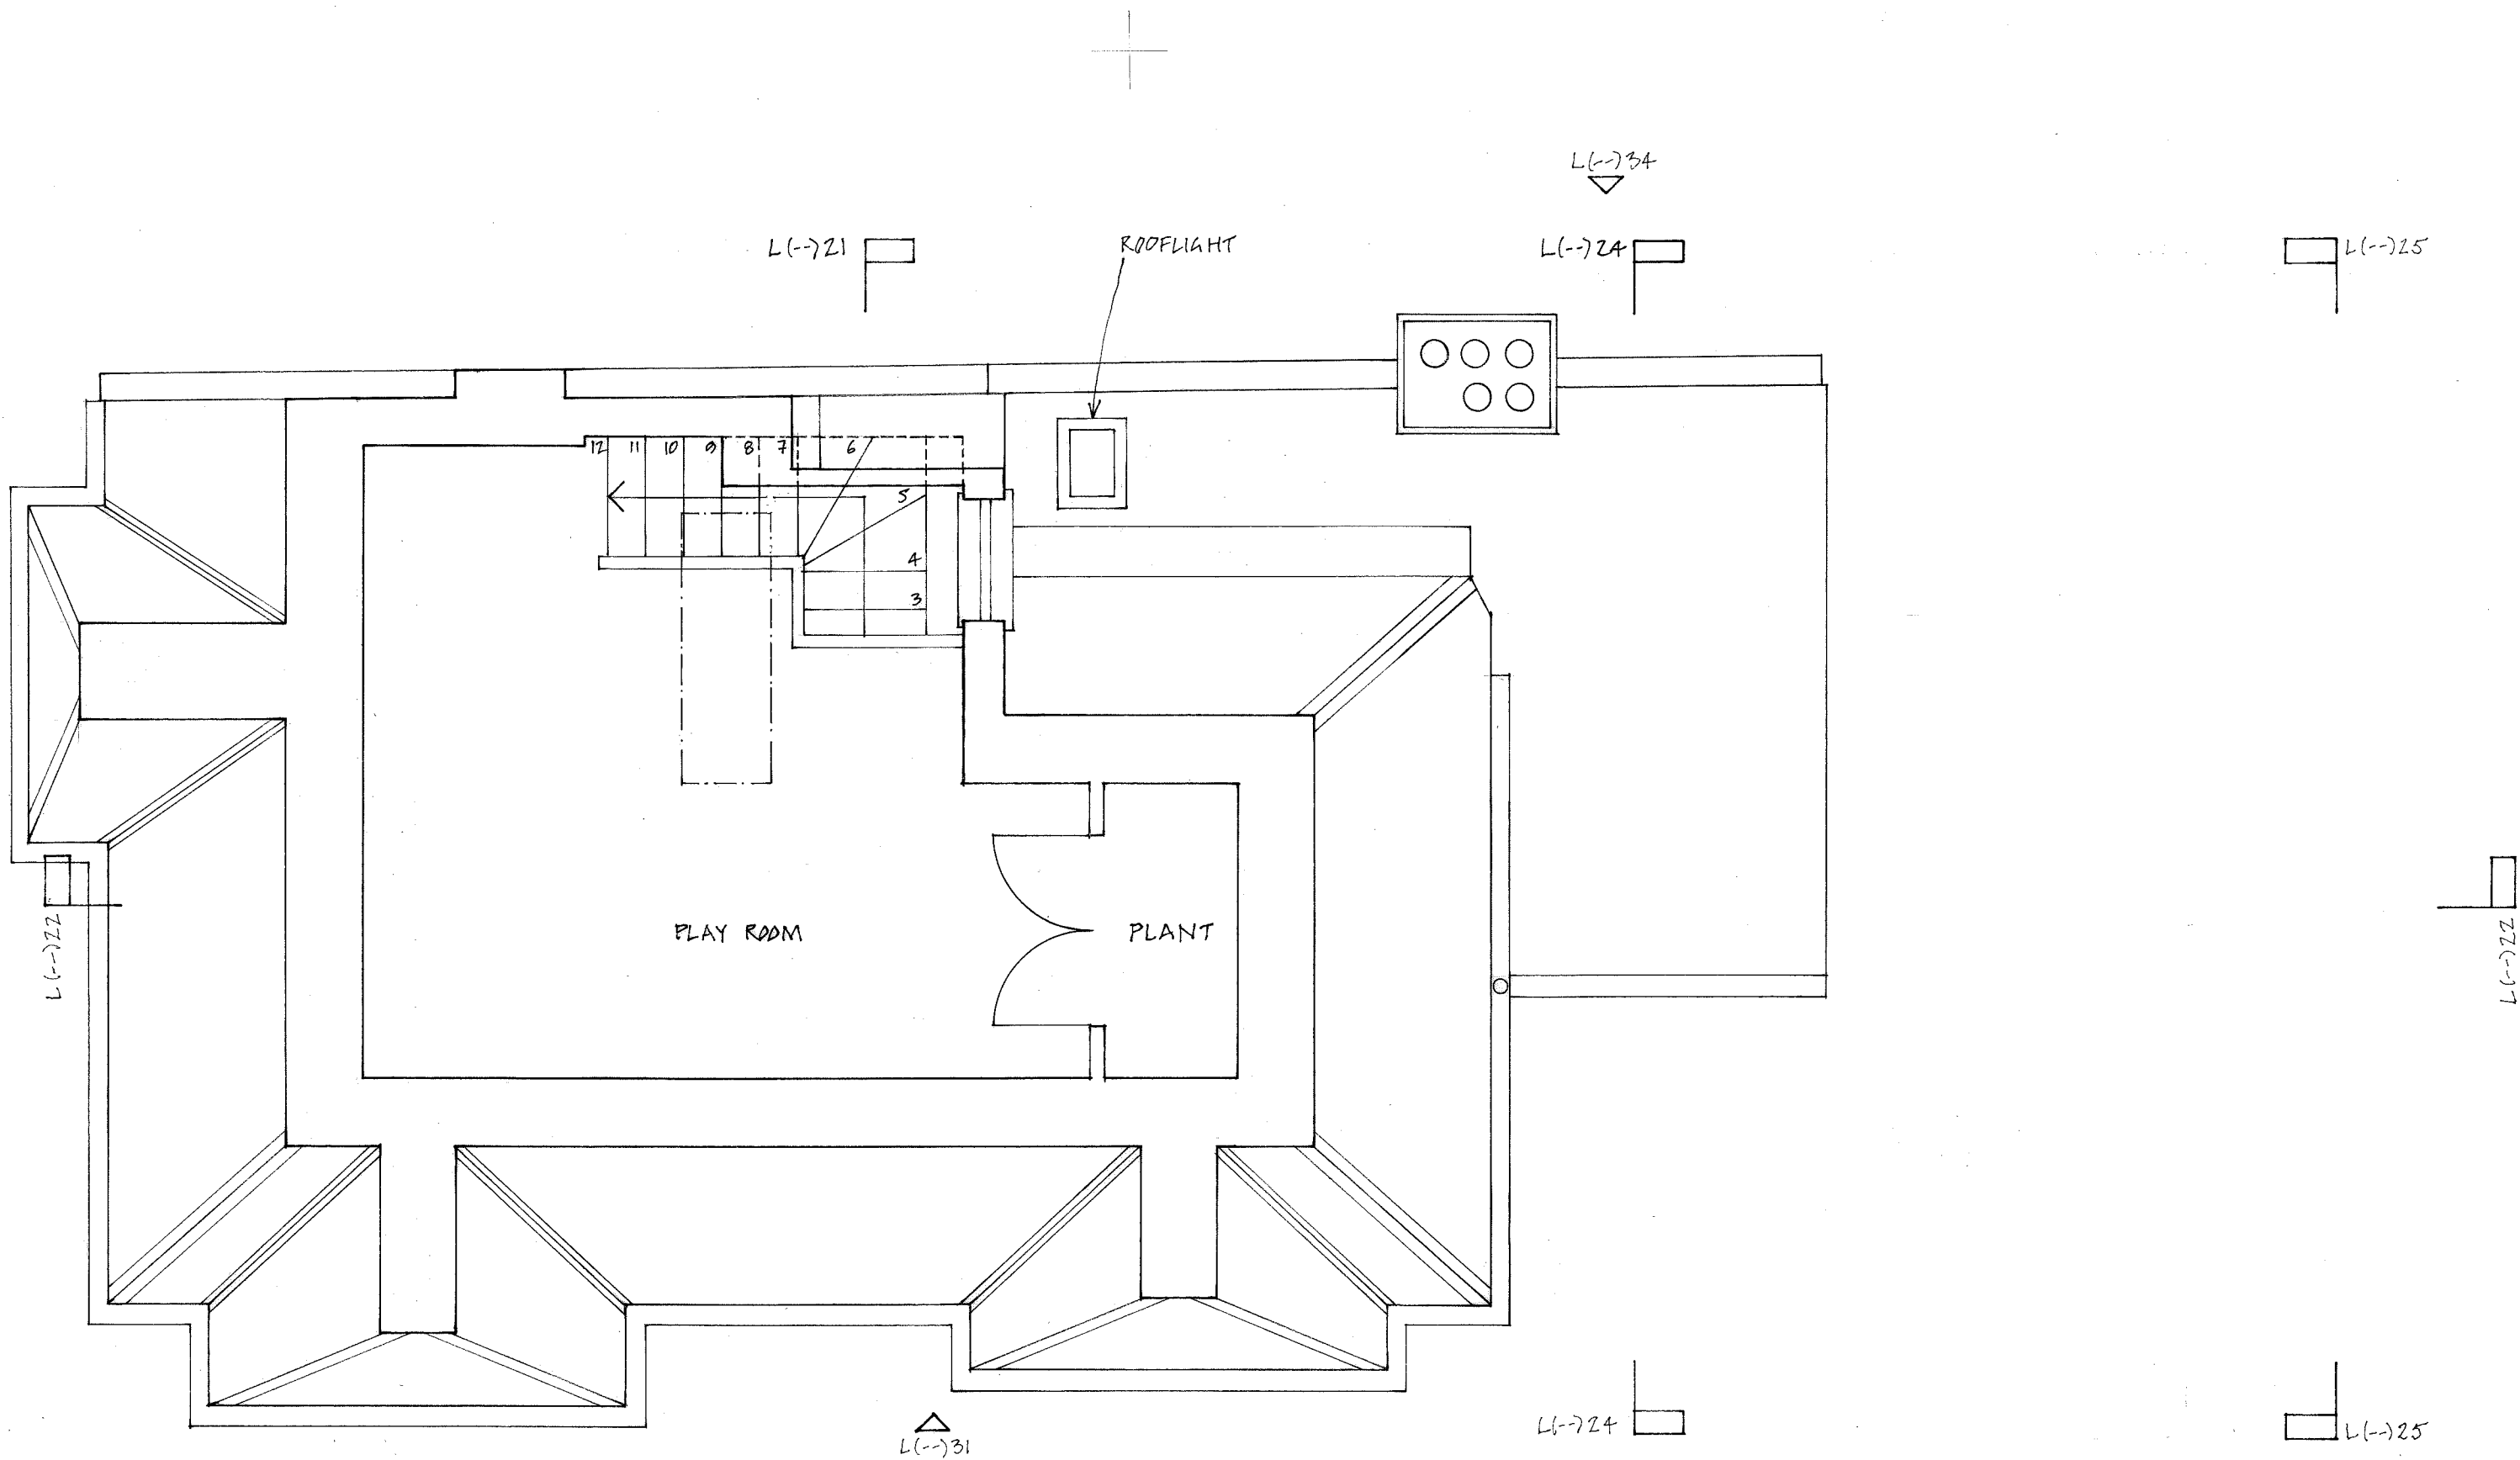 L(--)34
L(--)21
ROOFLIGHT
L(--)24
L(--)25
12 11 10 9 8 7 6
5
4
3
L(--)22
PLAY ROOM
PLANT
L(--)22
L(--)31
L(--)24
L(--)25